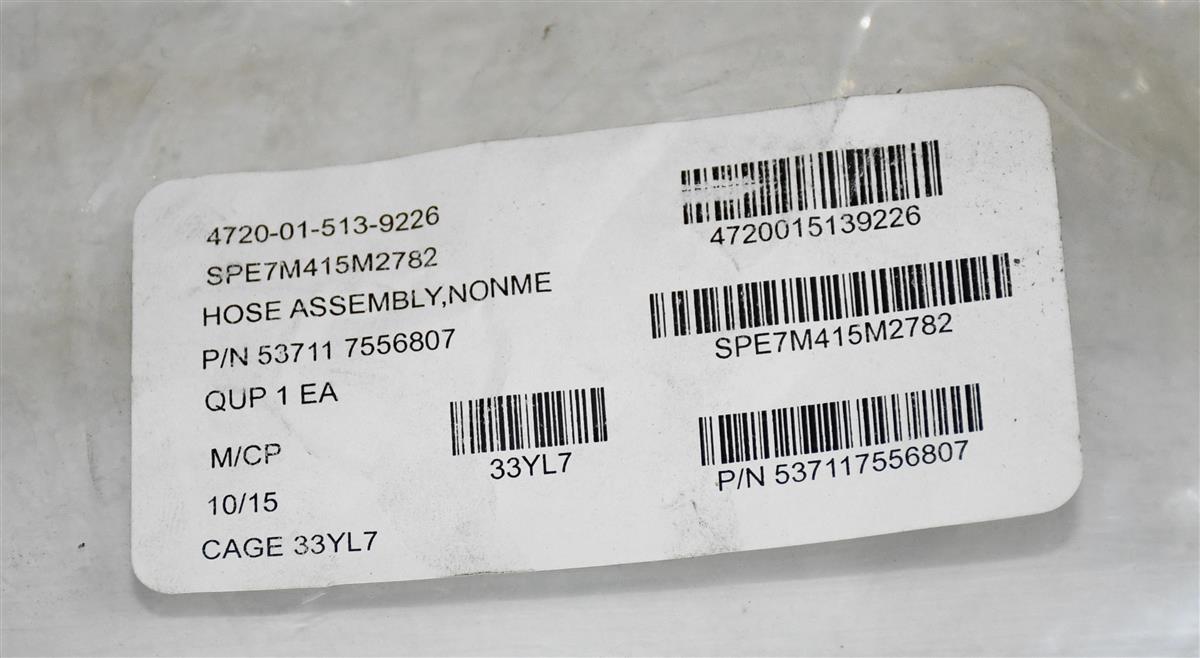 4720-01-513-9226
SPE7M415M2782
HOSE ASSEMBLY,NONME
P/N 53711 7556807
QUP 1 EA
M/CP
10/15
CAGE 33YL7
33YL7
4720015139226
SPE7M415M2782
P/N 537117556807